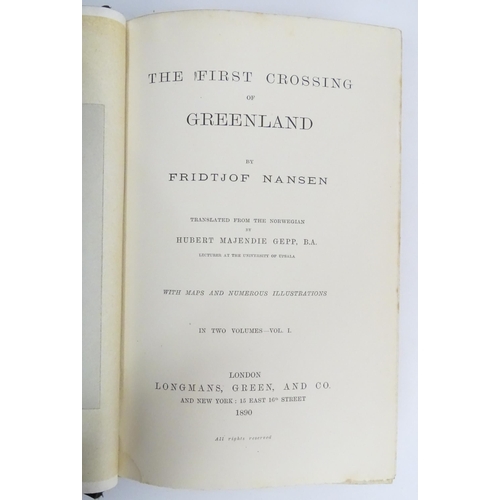 THE FIRST CROSSING
OF
GREENLAND
BY
FRIDTJOF NANSEN
TRANSLATED FROM THE NORWEGIAN
BY
HUBERT MAJENDIE GEPP, B.A.
LECTURER AT THE UNIVERSITY OF UPSALA
WITH MAPS AND NUMEROUS ILLUSTRATIONS
IN TWO VOLUMES—VOL. I.
LONDON
LONGMANS, GREEN, AND CO.
AND NEW YORK: 15 EAST 16th STREET
1890
All rights reserved